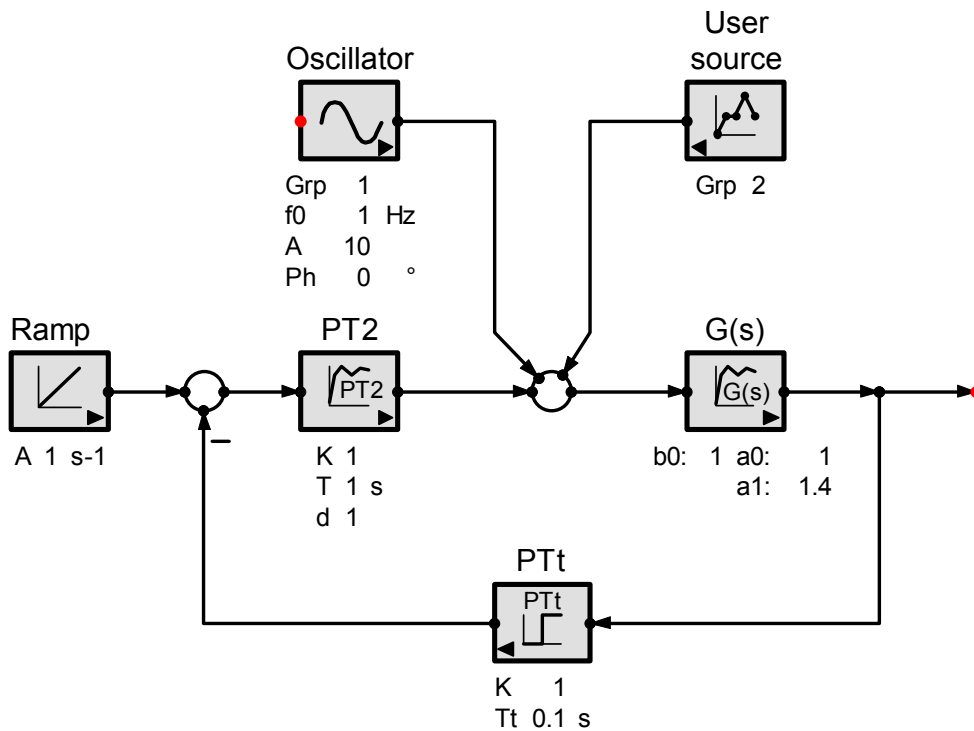 Oscillator
User
source
Grp 1
f0 1 Hz
A 10
Ph 0 °
Grp 2
Ramp
PT2
G(s)
PT2
G(s)
A 1 s-1
K 1
T 1 s
d 1
b0: 1 a0: 1
a1: 1.4
PTt
PTt
K 1
Tt 0.1 s